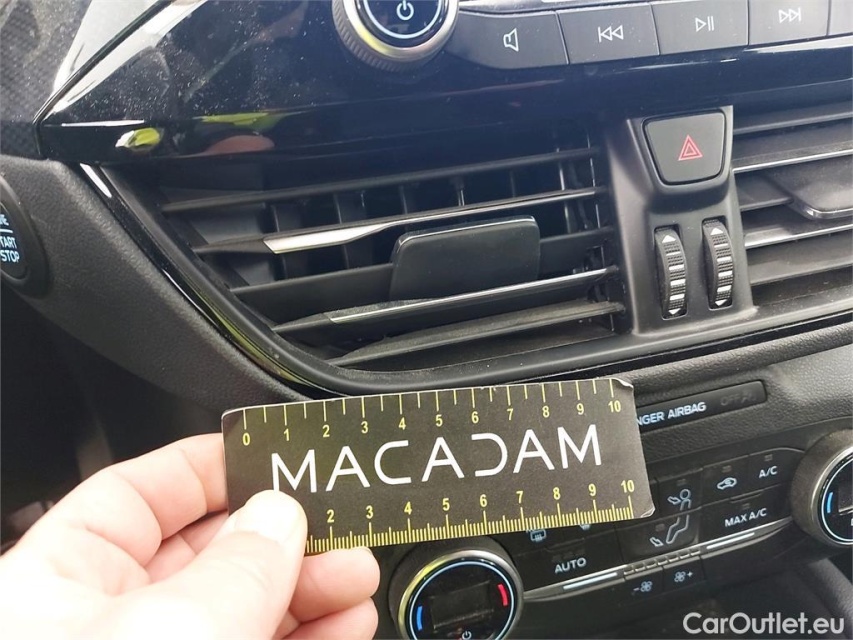 START
STOP
0 1 2 3 4 5 6 7 8 9 10
MACADAM
2 3 4 5 6 7 8 9 10
NGER AIRBAG
A/C
MAX A/C
AUTO
CarOutlet.eu